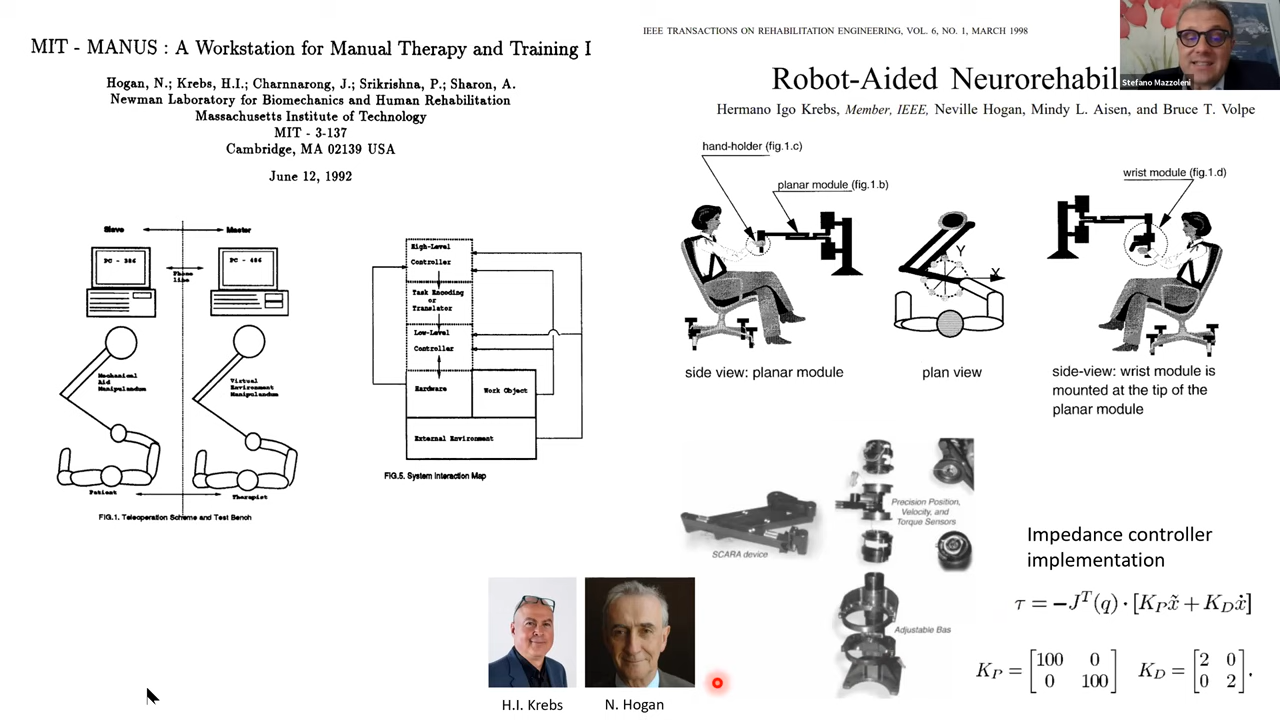 MIT - MANUS : A Workstation for Manual Therapy and Training I
Hogan, N.; Krebs, H.I.; Charnnarong, J.; Srikrishna, P.; Sharon, A.
Newman Laboratory for Biomechanics and Human Rehabilitation
Massachusetts Institute of Technology
MIT - 3-137
Cambridge, MA 02139 USA
June 12, 1992
Slave
Master
PC - 386
PC - 486
Phone
line
Mechanical
Aid
Manipulandum
Virtual
Environment
Manipulandum
Patient
Therapist
FIG.1. Teleoperation Scheme and Test Bench
High-Level
Controller
Task Encoding
or
Translator
Low-Level
Controller
Hardware
Work Object
External Environment
FIG.5. System Interaction Map
H.I. Krebs
N. Hogan
IEEE TRANSACTIONS ON REHABILITATION ENGINEERING, VOL. 6, NO. 1, MARCH 1998
Stefano Mazzoleni
Robot-Aided Neurorehabil
Hermano Igo Krebs, Member, IEEE, Neville Hogan, Mindy L. Aisen, and Bruce T. Volpe
hand-holder (fig.1.c)
planar module (fig.1.b)
wrist module (fig.1.d)
Y
X
side view: planar module
plan view
side-view: wrist module is
mounted at the tip of the
planar module
SCARA device
Precision Position,
Velocity, and
Torque Sensors
Adjustable Bas
Impedance controller
implementation
τ = −J^T(q) · [K_P x̃ + K_D ẋ]
K_P = [100 0
0 100] K_D = [2 0
0 2].